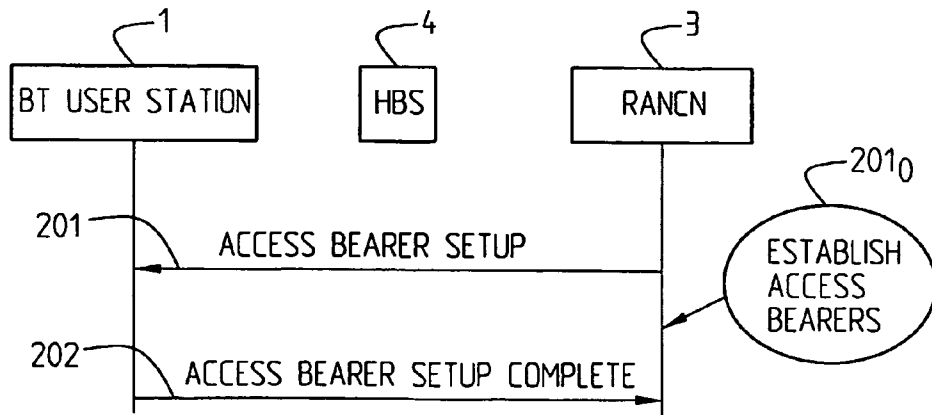 1
4
3
BT USER STATION
HBS
RANCN
201₀
201
ACCESS BEARER SETUP
ESTABLISH
ACCESS
BEARERS
202
ACCESS BEARER SETUP COMPLETE